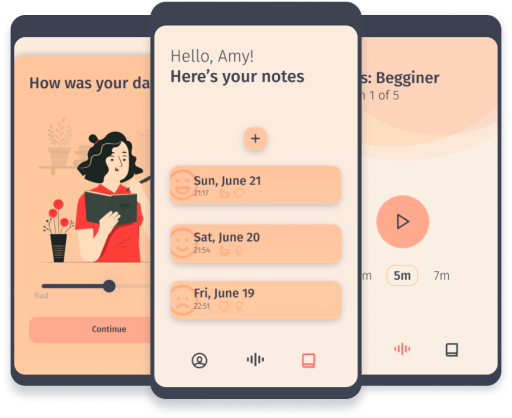 How was your da
Bad
Continue
Hello, Amy!
Here's your notes
+
Sun, June 21
21:17
Sat, June 20
21:54
Fri, June 19
22:51
s: Begginer
1 of 5
m 5m 7m